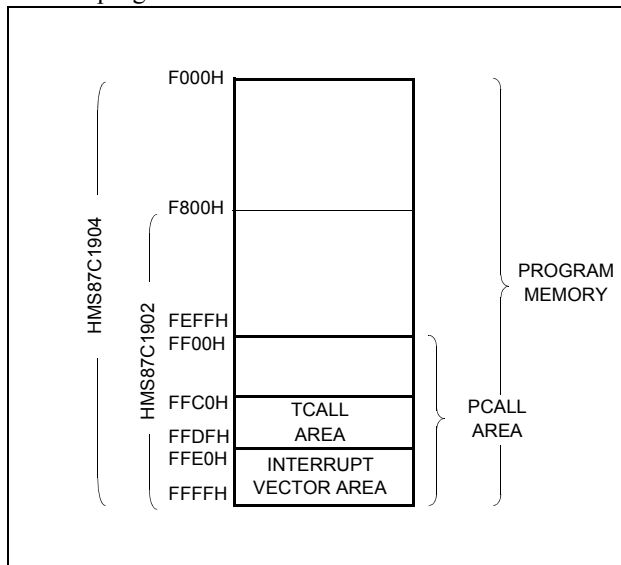 F000H
F800H
FEFFH
FF00H
FFC0H
FFDFH
FFE0H
FFFFH
HMS87C1904
HMS87C1902
TCALL
AREA
INTERRUPT
VECTOR AREA
PCALL
AREA
PROGRAM
MEMORY